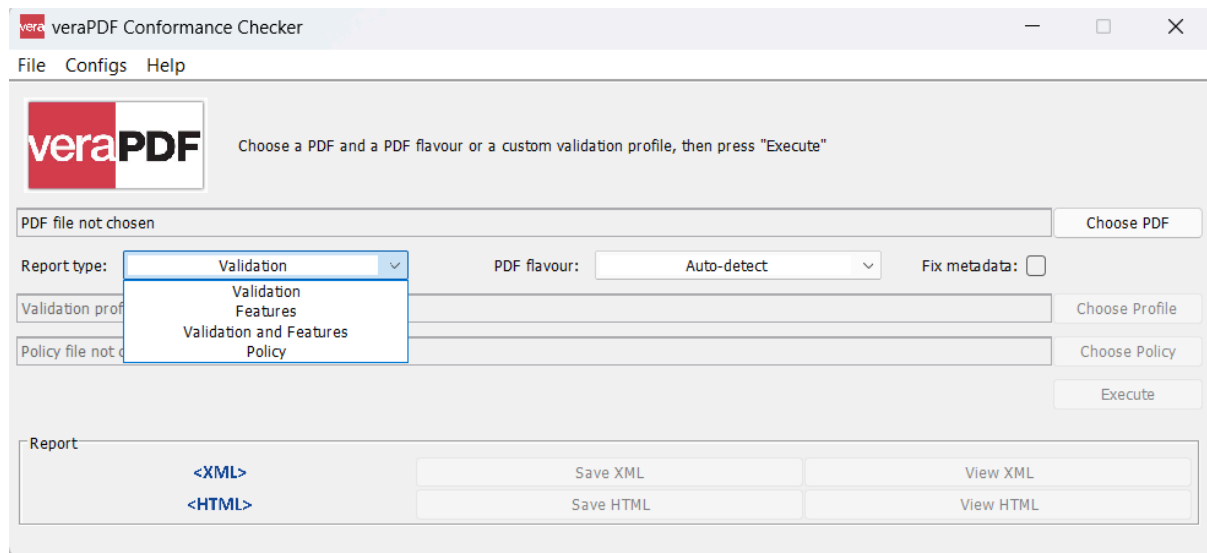 vera veraPDF Conformance Checker
File Configs Help
veraPDF
Choose a PDF and a PDF flavour or a custom validation profile, then press "Execute"
PDF file not chosen Choose PDF
Report type: Validation PDF flavour: Auto-detect Fix metadata:
Validation
Features
Validation and Features
Policy
Validation Choose Profile
Policy file not Choose Policy
Execute
Report
<XML> Save XML View XML
<HTML> Save HTML View HTML